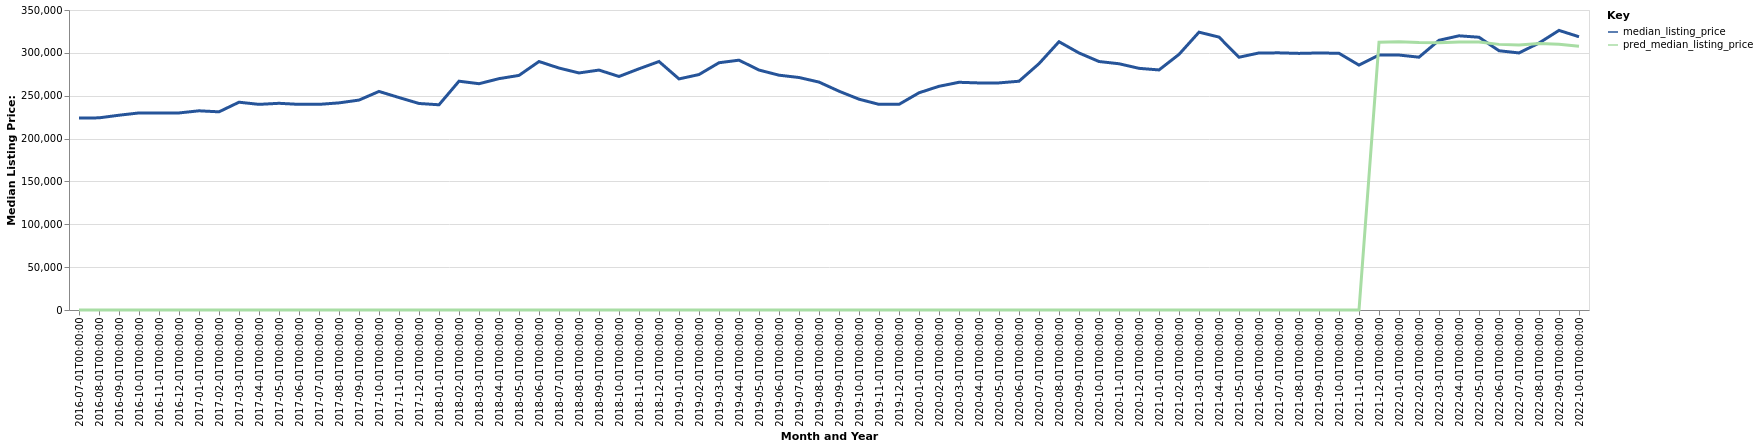 350,000
300,000
250,000
200,000
150,000
100,000
50,000
0
Median Listing Price:
2016-07-01T00:00:00
2016-08-01T00:00:00
2016-09-01T00:00:00
2016-10-01T00:00:00
2016-11-01T00:00:00
2016-12-01T00:00:00
2017-01-01T00:00:00
2017-02-01T00:00:00
2017-03-01T00:00:00
2017-04-01T00:00:00
2017-05-01T00:00:00
2017-06-01T00:00:00
2017-07-01T00:00:00
2017-08-01T00:00:00
2017-09-01T00:00:00
2017-10-01T00:00:00
2017-11-01T00:00:00
2017-12-01T00:00:00
2018-01-01T00:00:00
2018-02-01T00:00:00
2018-03-01T00:00:00
2018-04-01T00:00:00
2018-05-01T00:00:00
2018-06-01T00:00:00
2018-07-01T00:00:00
2018-08-01T00:00:00
2018-09-01T00:00:00
2018-10-01T00:00:00
2018-11-01T00:00:00
2018-12-01T00:00:00
2019-01-01T00:00:00
2019-02-01T00:00:00
2019-03-01T00:00:00
2019-04-01T00:00:00
2019-05-01T00:00:00
2019-06-01T00:00:00
2019-07-01T00:00:00
2019-08-01T00:00:00
2019-09-01T00:00:00
2019-10-01T00:00:00
2019-11-01T00:00:00
2019-12-01T00:00:00
2020-01-01T00:00:00
2020-02-01T00:00:00
2020-03-01T00:00:00
2020-04-01T00:00:00
2020-05-01T00:00:00
2020-06-01T00:00:00
2020-07-01T00:00:00
2020-08-01T00:00:00
2020-09-01T00:00:00
2020-10-01T00:00:00
2020-11-01T00:00:00
2020-12-01T00:00:00
2021-01-01T00:00:00
2021-02-01T00:00:00
2021-03-01T00:00:00
2021-04-01T00:00:00
2021-05-01T00:00:00
2021-06-01T00:00:00
2021-07-01T00:00:00
2021-08-01T00:00:00
2021-09-01T00:00:00
2021-10-01T00:00:00
2021-11-01T00:00:00
2021-12-01T00:00:00
2022-01-01T00:00:00
2022-02-01T00:00:00
2022-03-01T00:00:00
2022-04-01T00:00:00
2022-05-01T00:00:00
2022-06-01T00:00:00
2022-07-01T00:00:00
2022-08-01T00:00:00
2022-09-01T00:00:00
2022-10-01T00:00:00
Month and Year
Key
median_listing_price
pred_median_listing_price